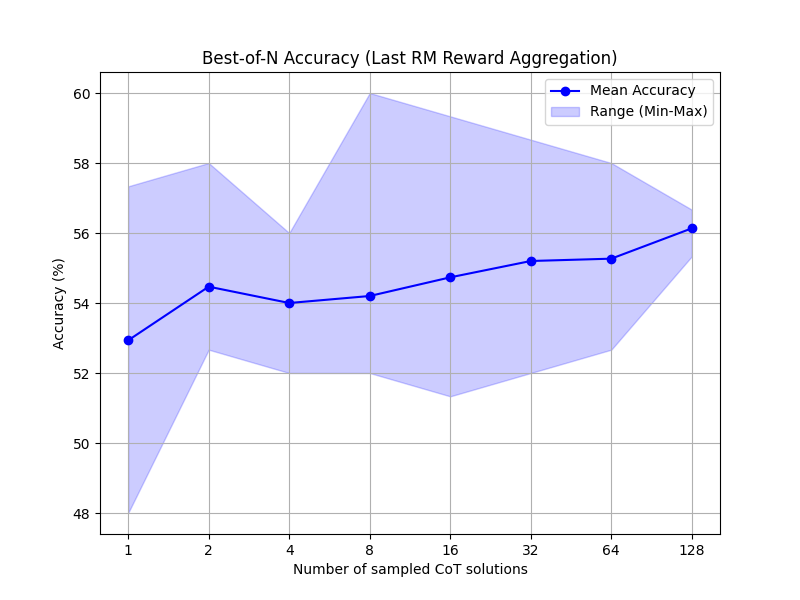 Best-of-N Accuracy (Last RM Reward Aggregation)
Mean Accuracy
Range (Min-Max)
Accuracy (%)
60
58
56
54
52
50
48
1 2 4 8 16 32 64 128
Number of sampled CoT solutions